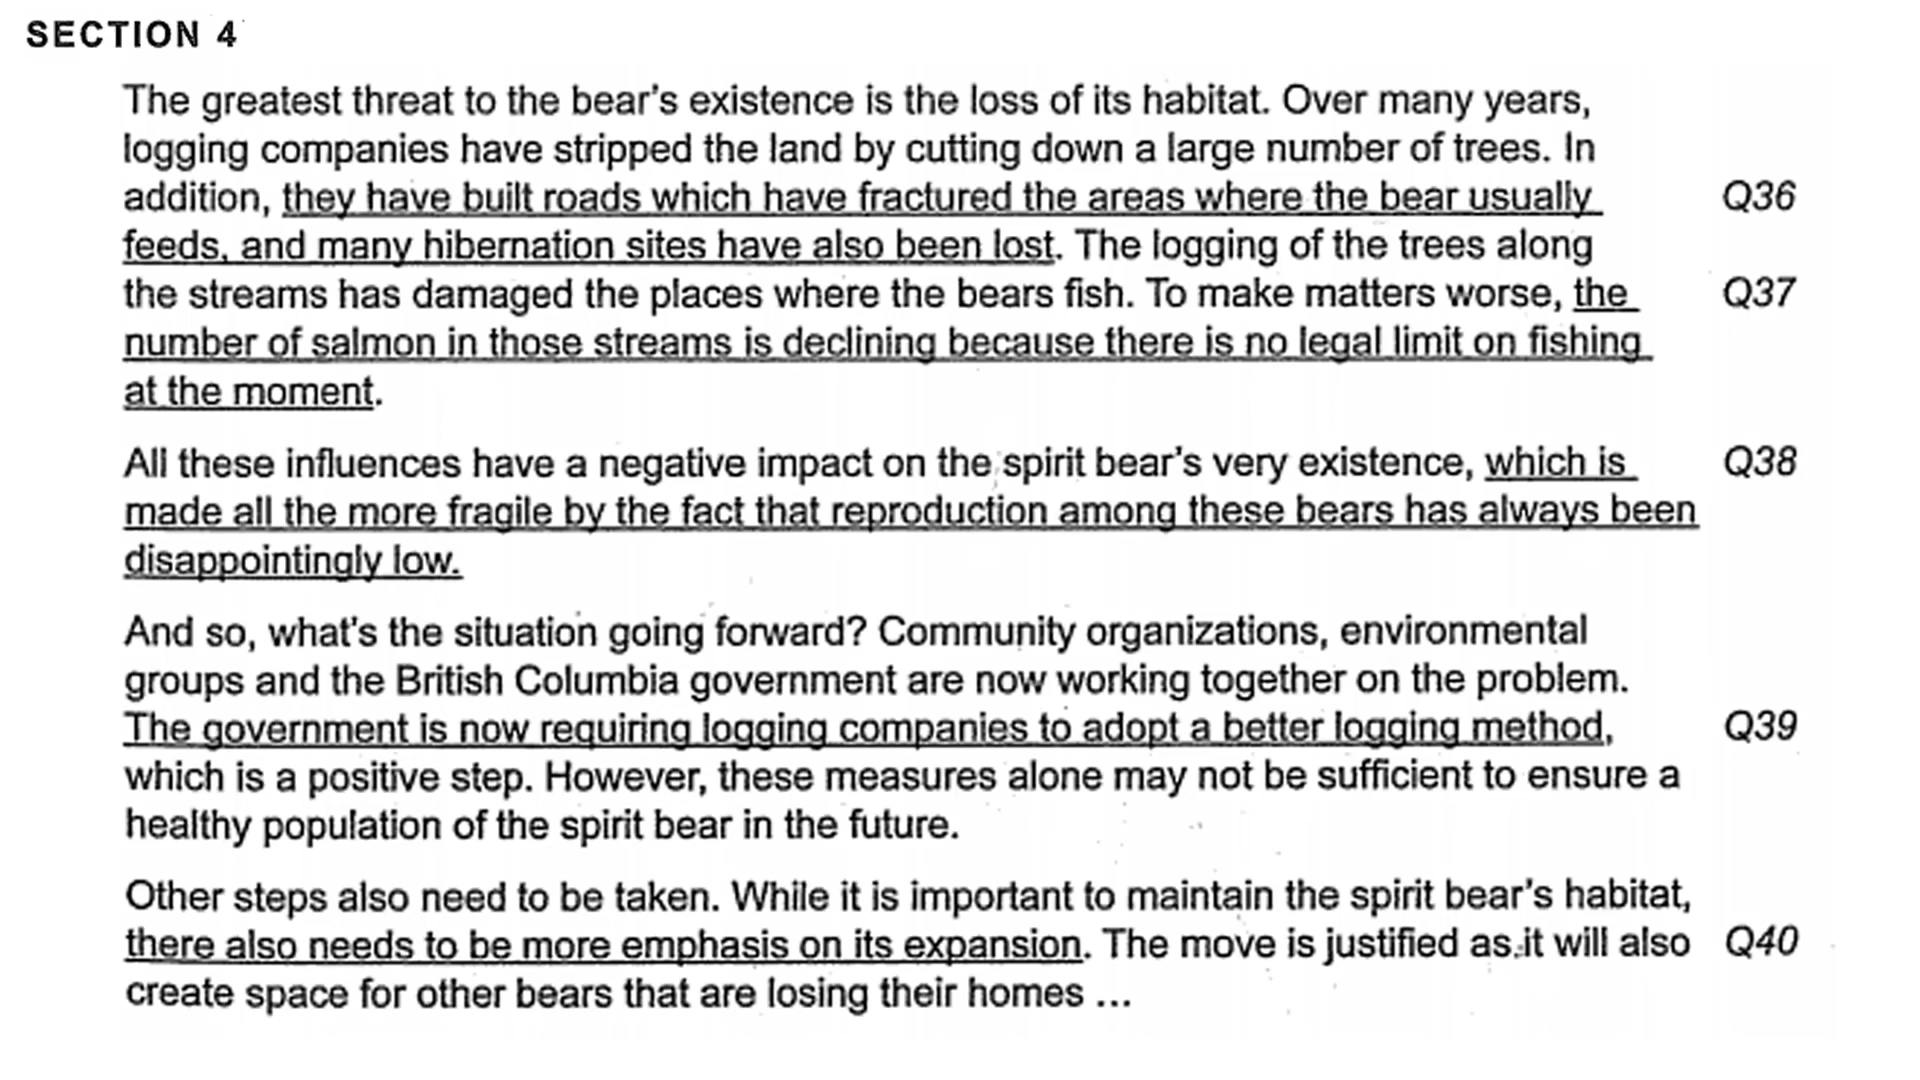 SECTION 4
The greatest threat to the bear's existence is the loss of its habitat. Over many years,
logging companies have stripped the land by cutting down a large number of trees. In
addition, they have built roads which have fractured the areas where the bear usually Q36
feeds, and many hibernation sites have also been lost. The logging of the trees along
the streams has damaged the places where the bears fish. To make matters worse, the Q37
number of salmon in those streams is declining because there is no legal limit on fishing
at the moment.
All these influences have a negative impact on the spirit bear's very existence, which is Q38
made all the more fragile by the fact that reproduction among these bears has always been
disappointingly low.
And so, what's the situation going forward? Community organizations, environmental
groups and the British Columbia government are now working together on the problem.
The government is now requiring logging companies to adopt a better logging method, Q39
which is a positive step. However, these measures alone may not be sufficient to ensure a
healthy population of the spirit bear in the future.
Other steps also need to be taken. While it is important to maintain the spirit bear's habitat,
there also needs to be more emphasis on its expansion. The move is justified as it will also Q40
create space for other bears that are losing their homes ...